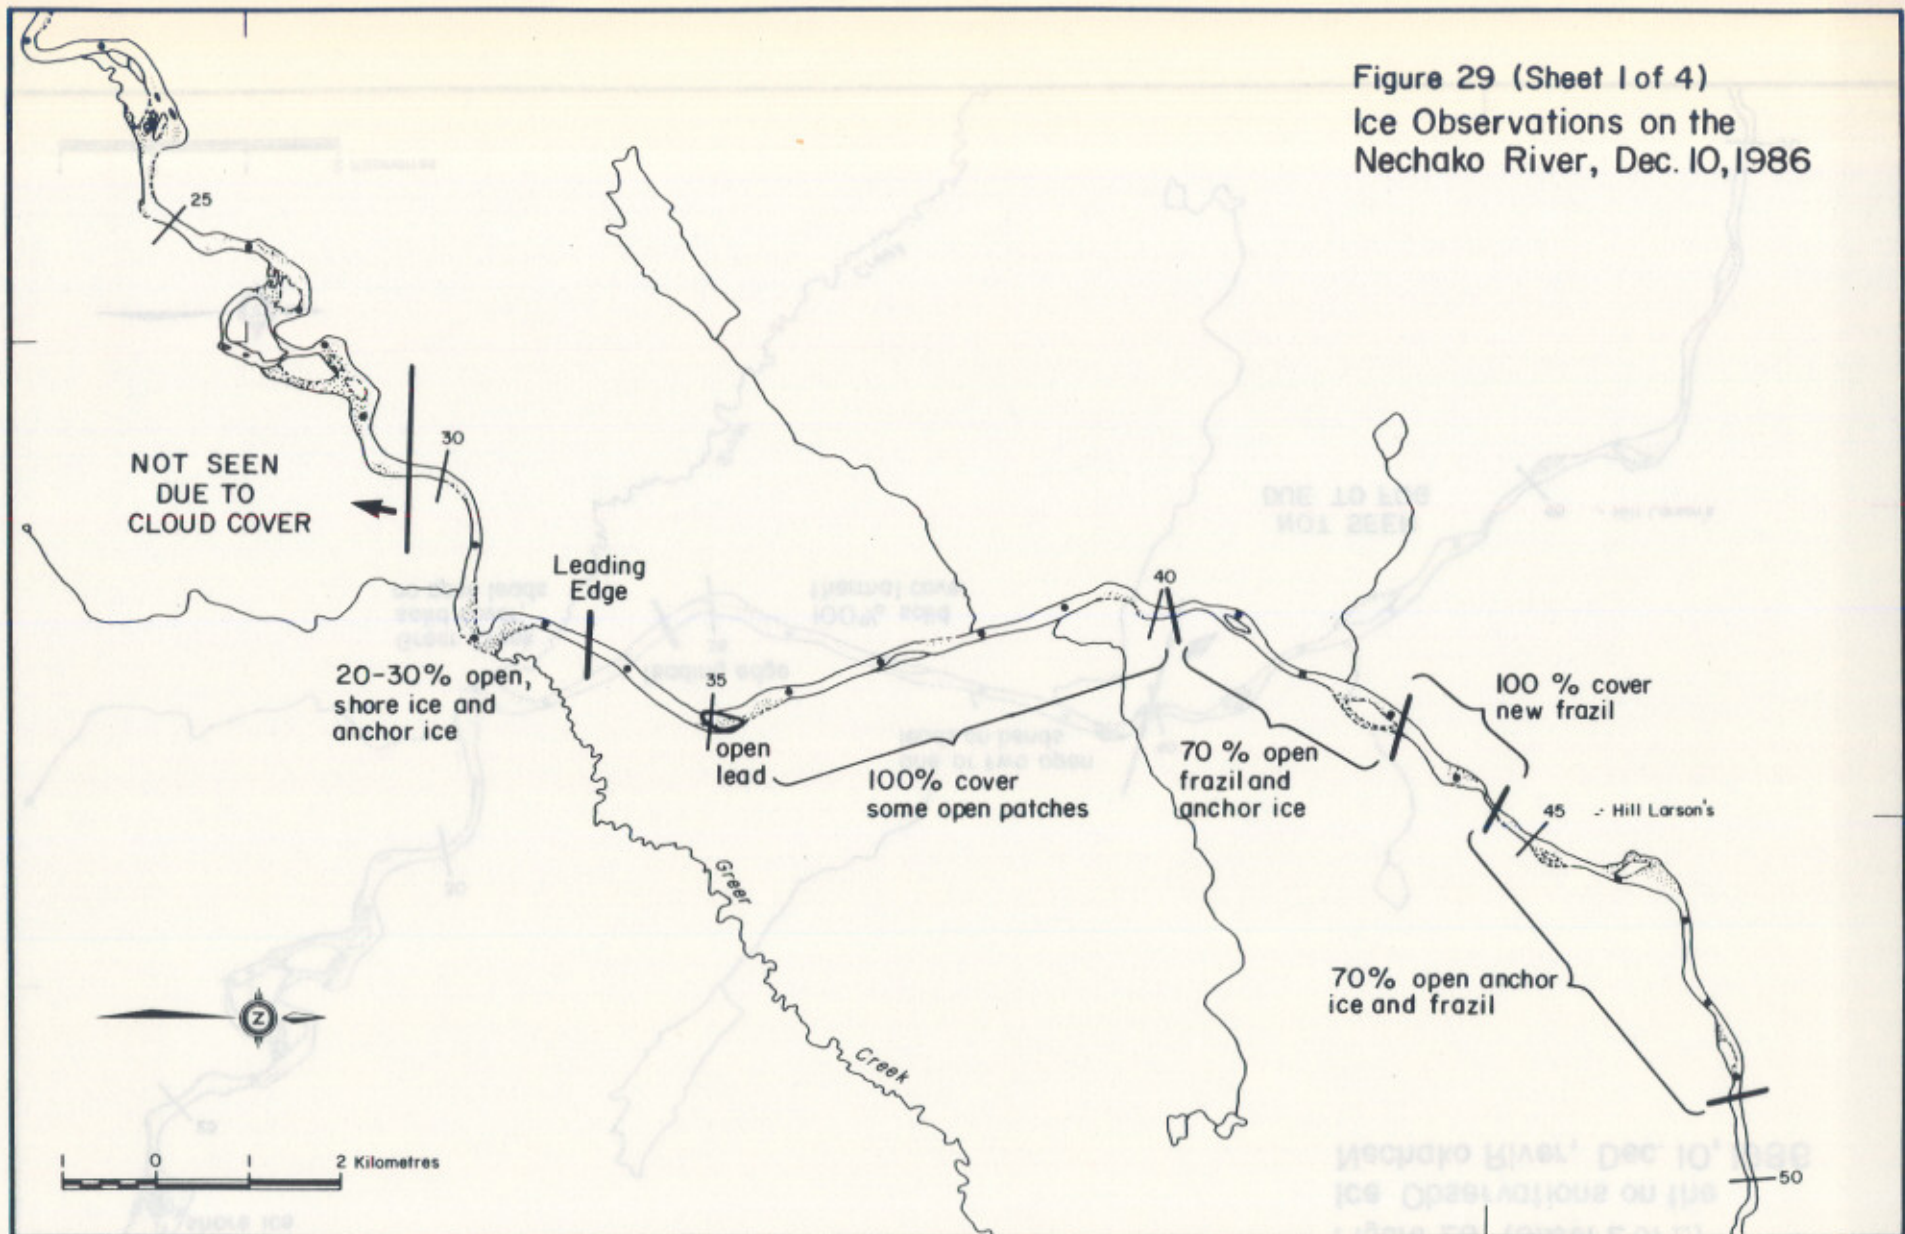 Figure 29 (Sheet 1 of 4)
Ice Observations on the
Nechako River, Dec. 10, 1986
25
30
NOT SEEN
DUE TO
CLOUD COVER
Leading
Edge
40
20-30% open,
shore ice and
anchor ice
35
open
lead
100% cover
some open patches
70 % open
frazil and
anchor ice
100 % cover
new frazil
45
Hill Larson's
Greer
Creek
70% open anchor
ice and frazil
Z
1 0 1 2 Kilometres
50